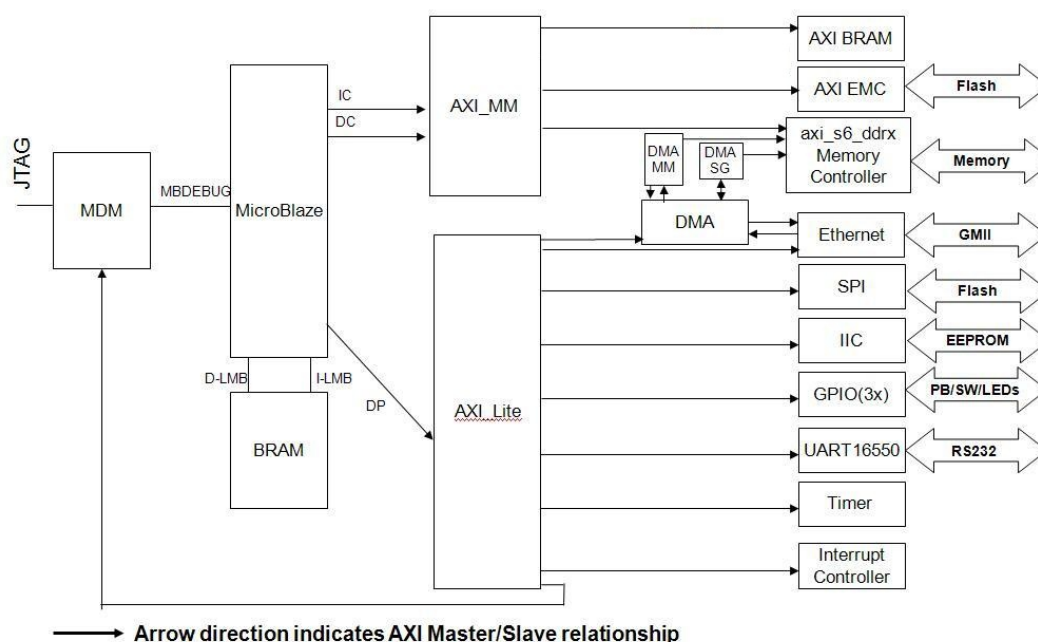 AXI BRAM
AXI EMC
Flash
IC
DC
AXI_MM
axi_s6_ddrx
Memory
Controller
Memory
DMA
MM
DMA
SG
JTAG
MDM
MBDEBUG
MicroBlaze
DMA
Ethernet
GMII
SPI
Flash
IIC
EEPROM
D-LMB
I-LMB
DP
AXI_Lite
GPIO(3x)
PB/SW/LEDs
BRAM
UART16550
RS232
Timer
Interrupt
Controller
Arrow direction indicates AXI Master/Slave relationship